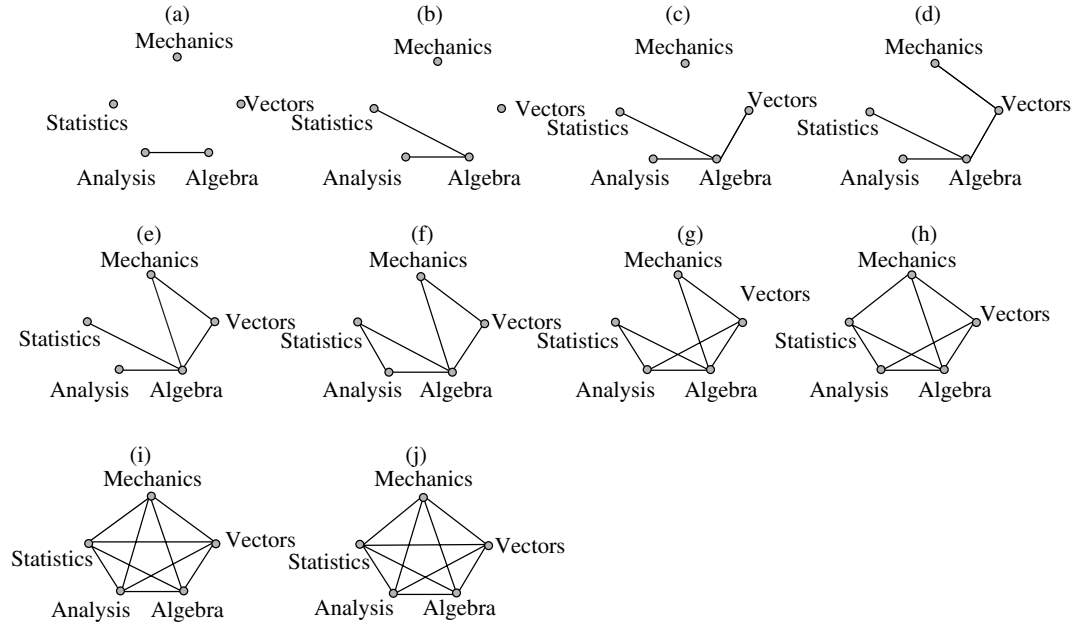 (a) (b) (c) (d)
Mechanics Mechanics Mechanics Mechanics
Vectors Vectors Vectors Vectors
Statistics Statistics Statistics Statistics
Analysis Algebra Analysis Algebra Analysis Algebra Analysis Algebra
(e) (f) (g) (h)
Mechanics Mechanics Mechanics Mechanics
Vectors Vectors Vectors Vectors
Statistics Statistics Statistics Statistics
Analysis Algebra Analysis Algebra Analysis Algebra Analysis Algebra
(i) (j)
Mechanics Mechanics
Statistics Vectors Statistics Vectors
Analysis Algebra Analysis Algebra